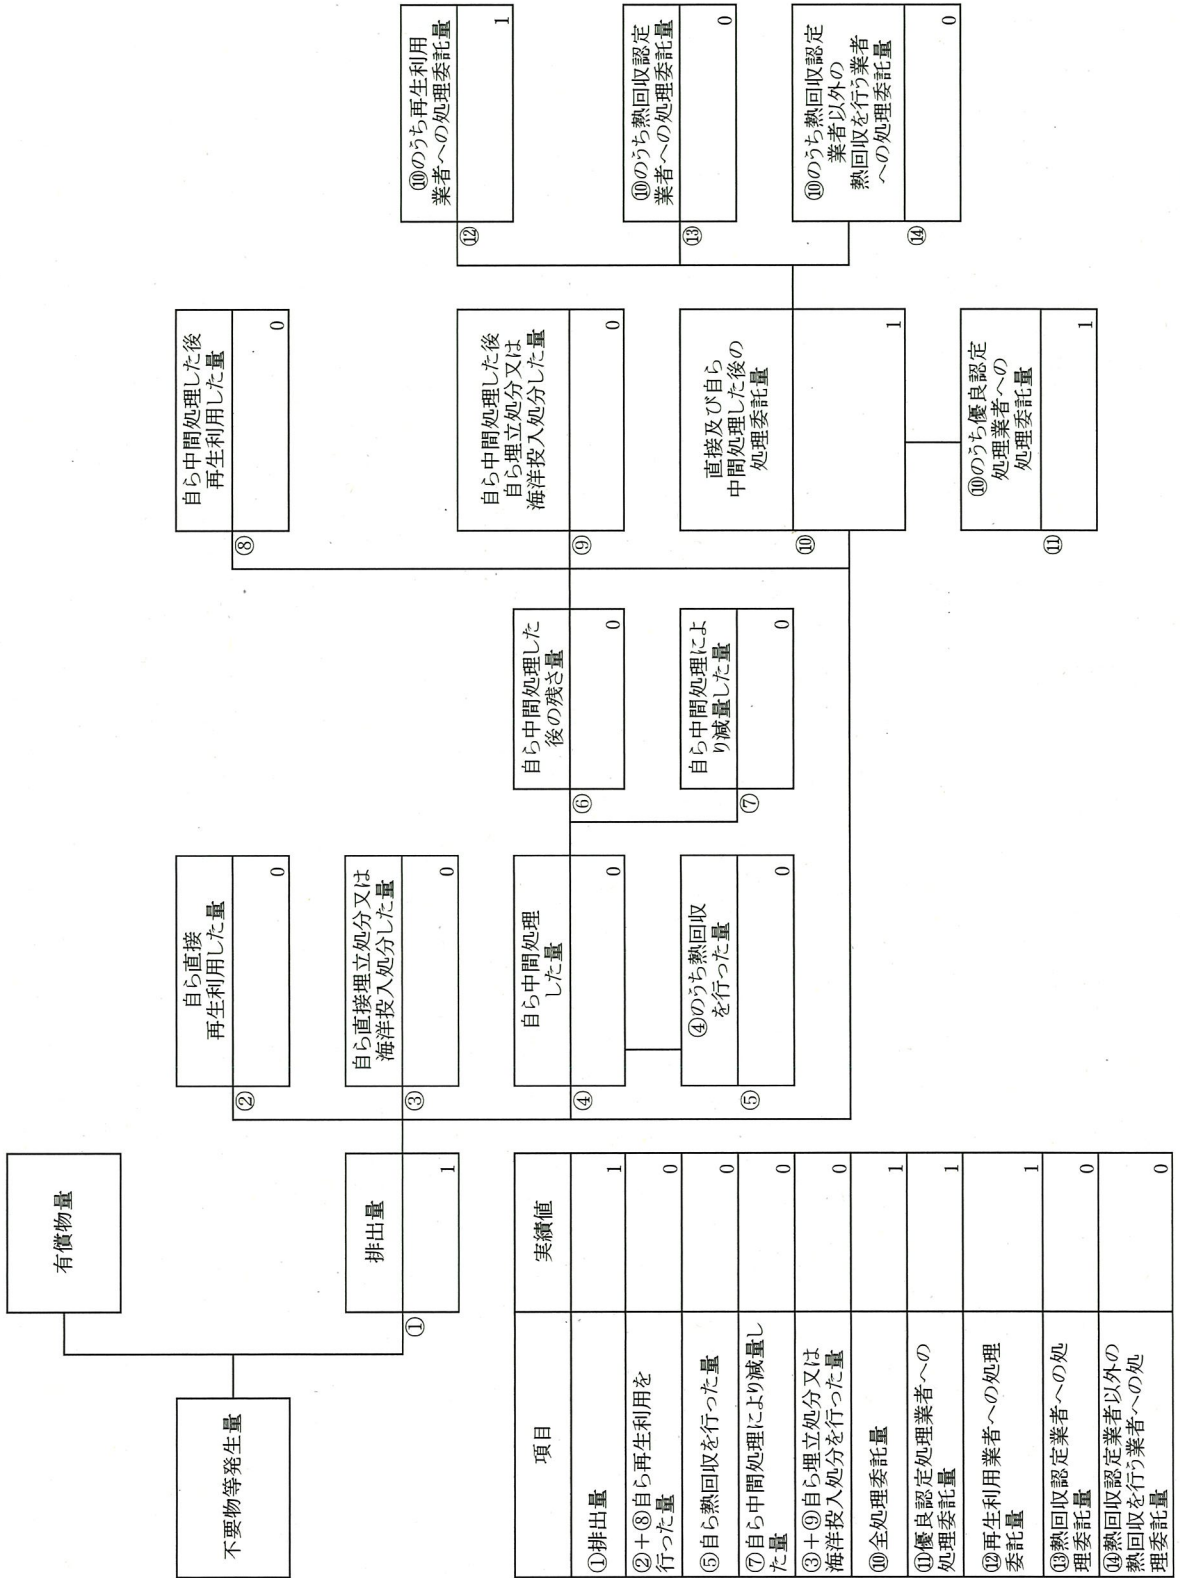 不要物等発生量
有償物量
①
排出量
1
②
自ら直接
再生利用した量
0
③
自ら直接埋立処分又は
海洋投入処分した量
0
④
自ら中間処理
した量
0
⑤
④のうち熱回収
を行った量
0
⑥
自ら中間処理した
後の残さ量
0
⑦
自ら中間処理によ
り減量した量
0
⑧
自ら中間処理した後
再生利用した量
0
⑨
自ら中間処理した後
自ら埋立処分又は
海洋投入処分した量
0
⑩
直接及び自ら
中間処理した後の
処理委託量
1
⑪
⑩のうち優良認定
処理業者への
処理委託量
1
⑫
⑩のうち再生利用
業者への処理委託量
1
⑬
⑩のうち熱回収認定
業者への処理委託量
0
⑭
⑩のうち熱回収認定
業者以外の
熱回収を行う業者
への処理委託量
0
項目
実績値
①排出量
1
②+⑧自ら再生利用を
行った量
0
⑤自ら熱回収を行った量
0
⑦自ら中間処理により減量し
た量
0
③+⑨自ら埋立処分又は
海洋投入処分を行った量
0
⑩全処理委託量
1
⑪優良認定処理業者への
処理委託量
1
⑫再生利用業者への処理
委託量
1
⑬熱回収認定業者への処
理委託量
0
⑭熱回収認定業者以外の
熱回収を行う業者への処
理委託量
0